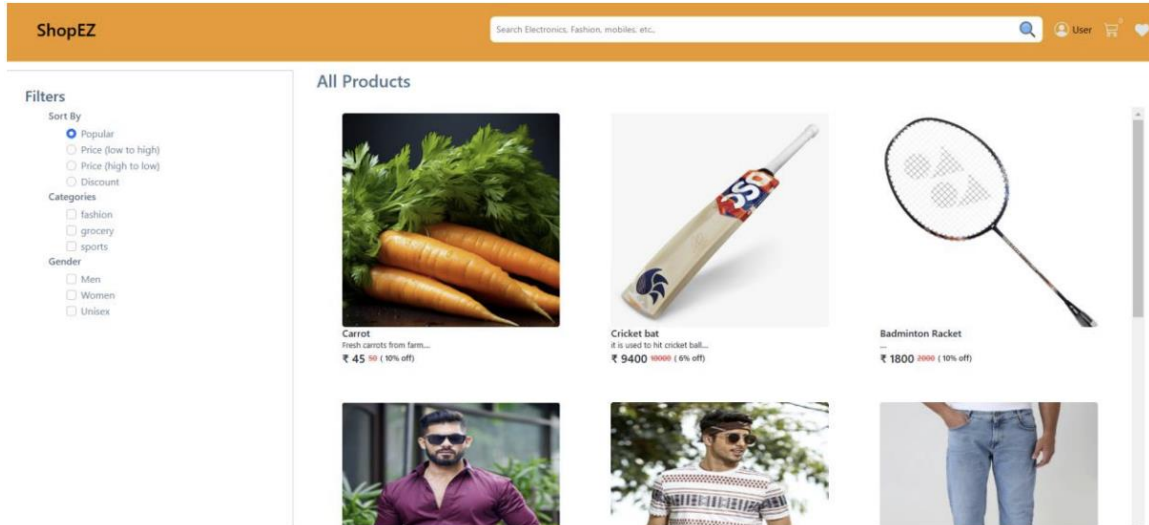 ShopEZ
Search Electronics, Fashion, mobiles, etc.,
User
0
Filters
Sort By
Popular
Price (low to high)
Price (high to low)
Discount
Categories
fashion
grocery
sports
Gender
Men
Women
Unisex
All Products
DSC
Carrot
Fresh carrots from farm....
₹ 45 50 ( 10% off)
Cricket bat
it is used to hit cricket ball....
₹ 9400 10000 ( 6% off)
Badminton Racket
...
₹ 1800 2000 ( 10% off)